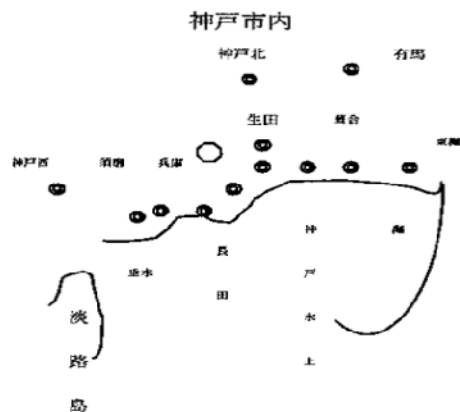 神戸市内
神戸北
有馬
生田
葺合
東灘
神戸西
須磨
兵庫
垂水
長田
神戸水上
灘
淡路島